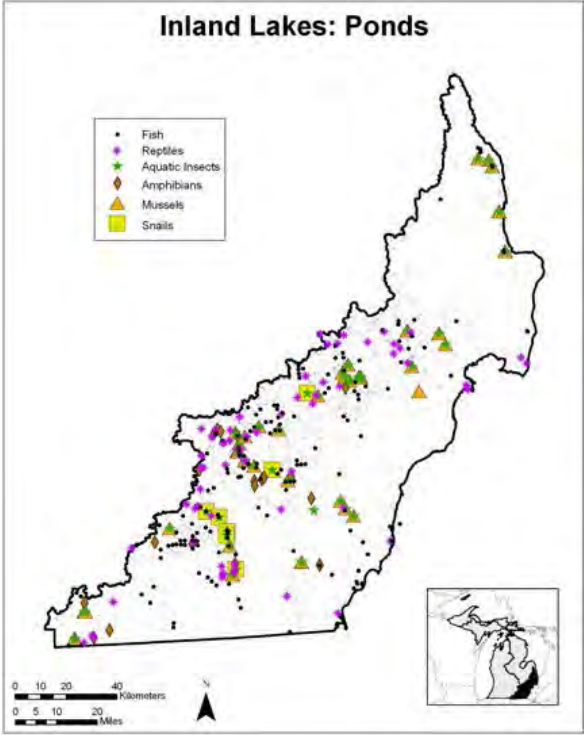 Inland Lakes: Ponds
Fish
Reptiles
Aquatic Insects
Amphibians
Mussels
Snails
N
0 10 20 40
Kilometers
0 5 10 20
Miles